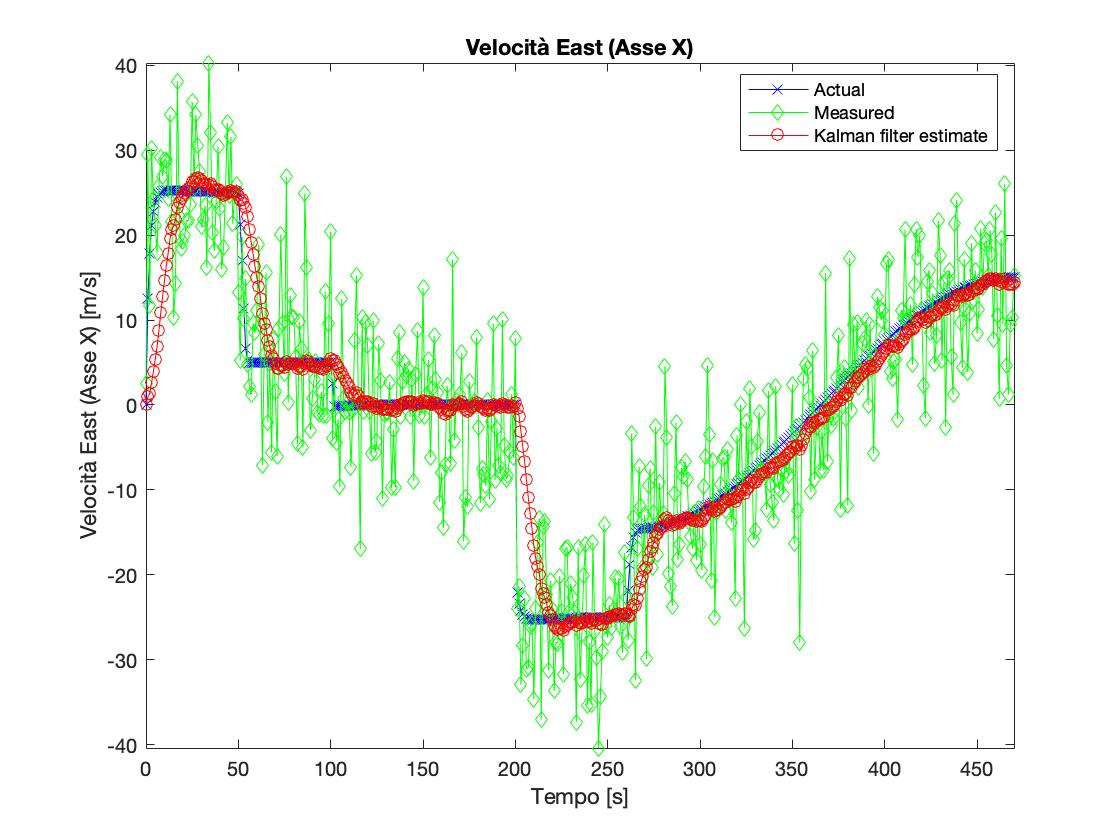 Velocità East (Asse X)
Actual
Measured
Kalman filter estimate
40
30
20
10
0
-10
-20
-30
-40
Velocità East (Asse X) [m/s]
0 50 100 150 200 250 300 350 400 450
Tempo [s]